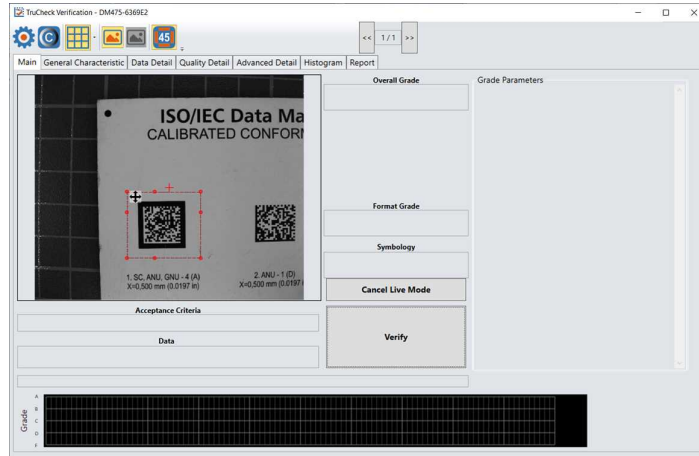 TruCheck Verification - DM475-6369E2
45
<< 1/1 >>
Main General Characteristic Data Detail Quality Detail Advanced Detail Histogram Report
ISO/IEC Data Ma
CALIBRATED CONFORM
1. SC, ANU, GNU - 4 (A)
X=0,500 mm (0.0197 in)
2. ANU - 1 (D)
X=0,500 mm (0.0197 i
Overall Grade
Format Grade
Symbology
Cancel Live Mode
Acceptance Criteria
Data
Verify
Grade Parameters
Grade
A
B
C
D
F